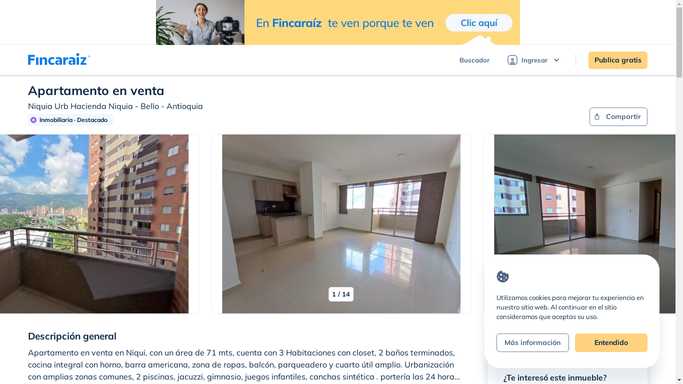 En Fincaraíz te ven porque te ven
Clic aquí
Fincaraiz
Buscador
Ingresar
Publica gratis
Apartamento en venta
Niquia Urb Hacienda Niquia - Bello - Antioquia
Inmobiliaria · Destacado
Compartir
1 / 14
Utilizamos cookies para mejorar tu experiencia en
nuestro sitio web. Al continuar en el sitio
consideramos que aceptas su uso.
Más información
Entendido
Descripción general
Apartamento en venta en Niqui, con un área de 71 mts, cuenta con 3 Habitaciones con closet, 2 baños terminados,
cocina integral con horno, barra americana, zona de ropas, balcón, parqueadero y cuarto útil amplio. Urbanización
con amplias zonas comunes, 2 piscinas, jacuzzi, gimnasio, juegos infantiles, canchas sintética . portería las 24 hora...
¿Te interesó este inmueble?